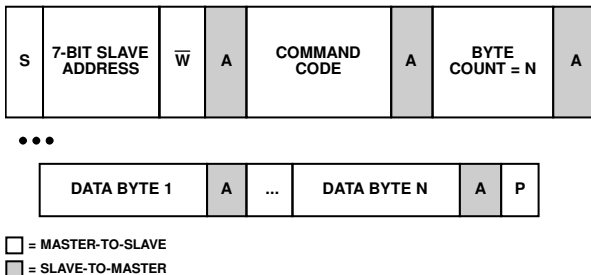 S 7-BIT SLAVE ADDRESS W̅ A COMMAND CODE A BYTE COUNT = N A
•••
DATA BYTE 1 A ... DATA BYTE N A P
= MASTER-TO-SLAVE
= SLAVE-TO-MASTER